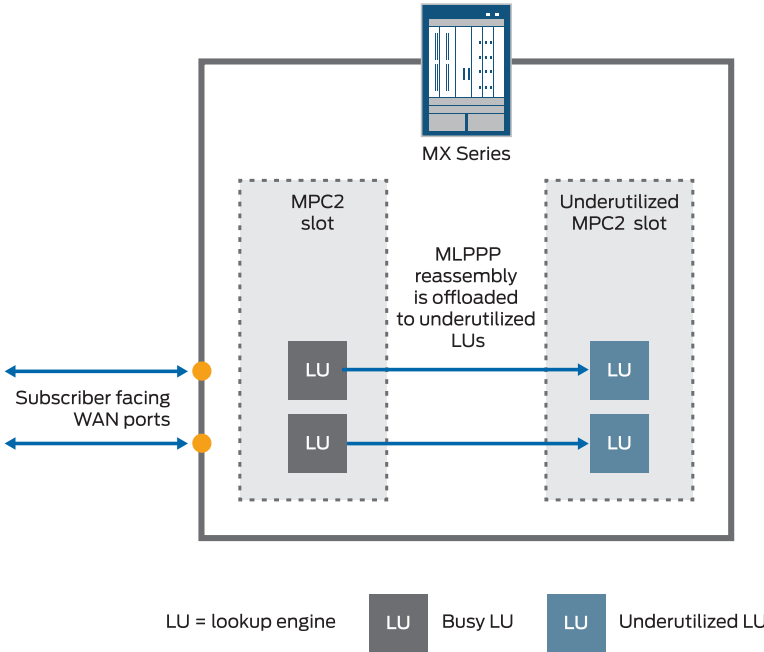 MX Series
MPC2
slot
Underutilized
MPC2 slot
MLPPP
reassembly
is offloaded
to underutilized
LUs
LU
LU
Subscriber facing
WAN ports
LU
LU
LU = lookup engine
LU
Busy LU
LU
Underutilized LU